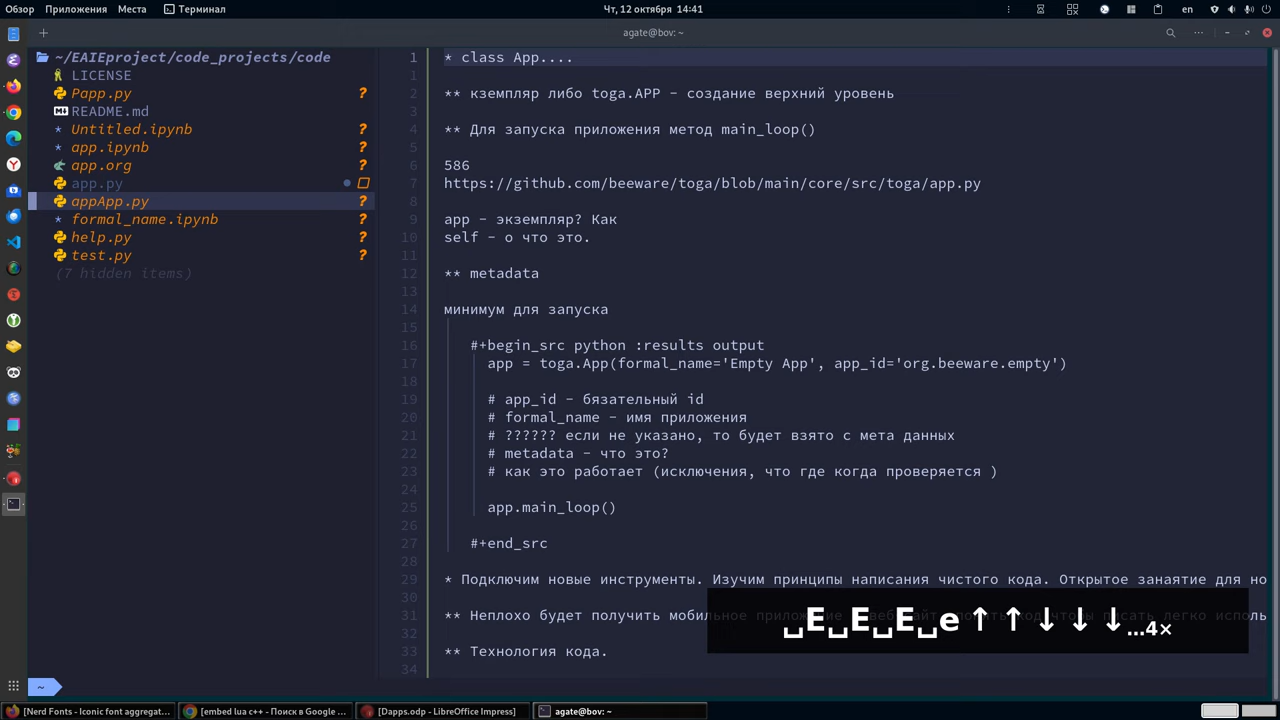 Обзор Приложения Места Терминал Чт, 12 октября 14:41 en
agate@bov: ~
~/EAIEproject/code_projects/code
LICENSE
Papp.py ?
README.md
Untitled.ipynb ?
app.ipynb ?
app.org ?
app.py
appApp.py ?
formal_name.ipynb ?
help.py ?
test.py ?
(7 hidden items)
1 * class App....
1
2 ** кземпляр либо toga.APP - создание верхний уровень
3
4 ** Для запуска приложения метод main_loop()
5
6 586
7 https://github.com/beeware/toga/blob/main/core/src/toga/app.py
8
9 app - экземпляр? Как
10 self - о что это.
11
12 ** metadata
13
14 минимум для запуска
15
16 #+begin_src python :results output
17 app = toga.App(formal_name='Empty App', app_id='org.beeware.empty')
18
19 # app_id - бязательный id
20 # formal_name - имя приложения
21 # ?????? если не указано, то будет взято с мета данных
22 # metadata - что это?
23 # как это работает (исключения, что где когда проверяется )
24
25 app.main_loop()
26
27 #+end_src
28
29 * Подключим новые инструменты. Изучим принципы написания чистого кода. Открытое занаятие для но
30
31 ** Неплохо будет получить мобильное
32
33 ** Технология кода.
34
␣E␣E␣E␣e↑↑↓↓↓...4×
~
[Nerd Fonts - Iconic font aggregat... [embed lua c++ - Поиск в Google ... [Dapps.odp - LibreOffice Impress] agate@bov: ~